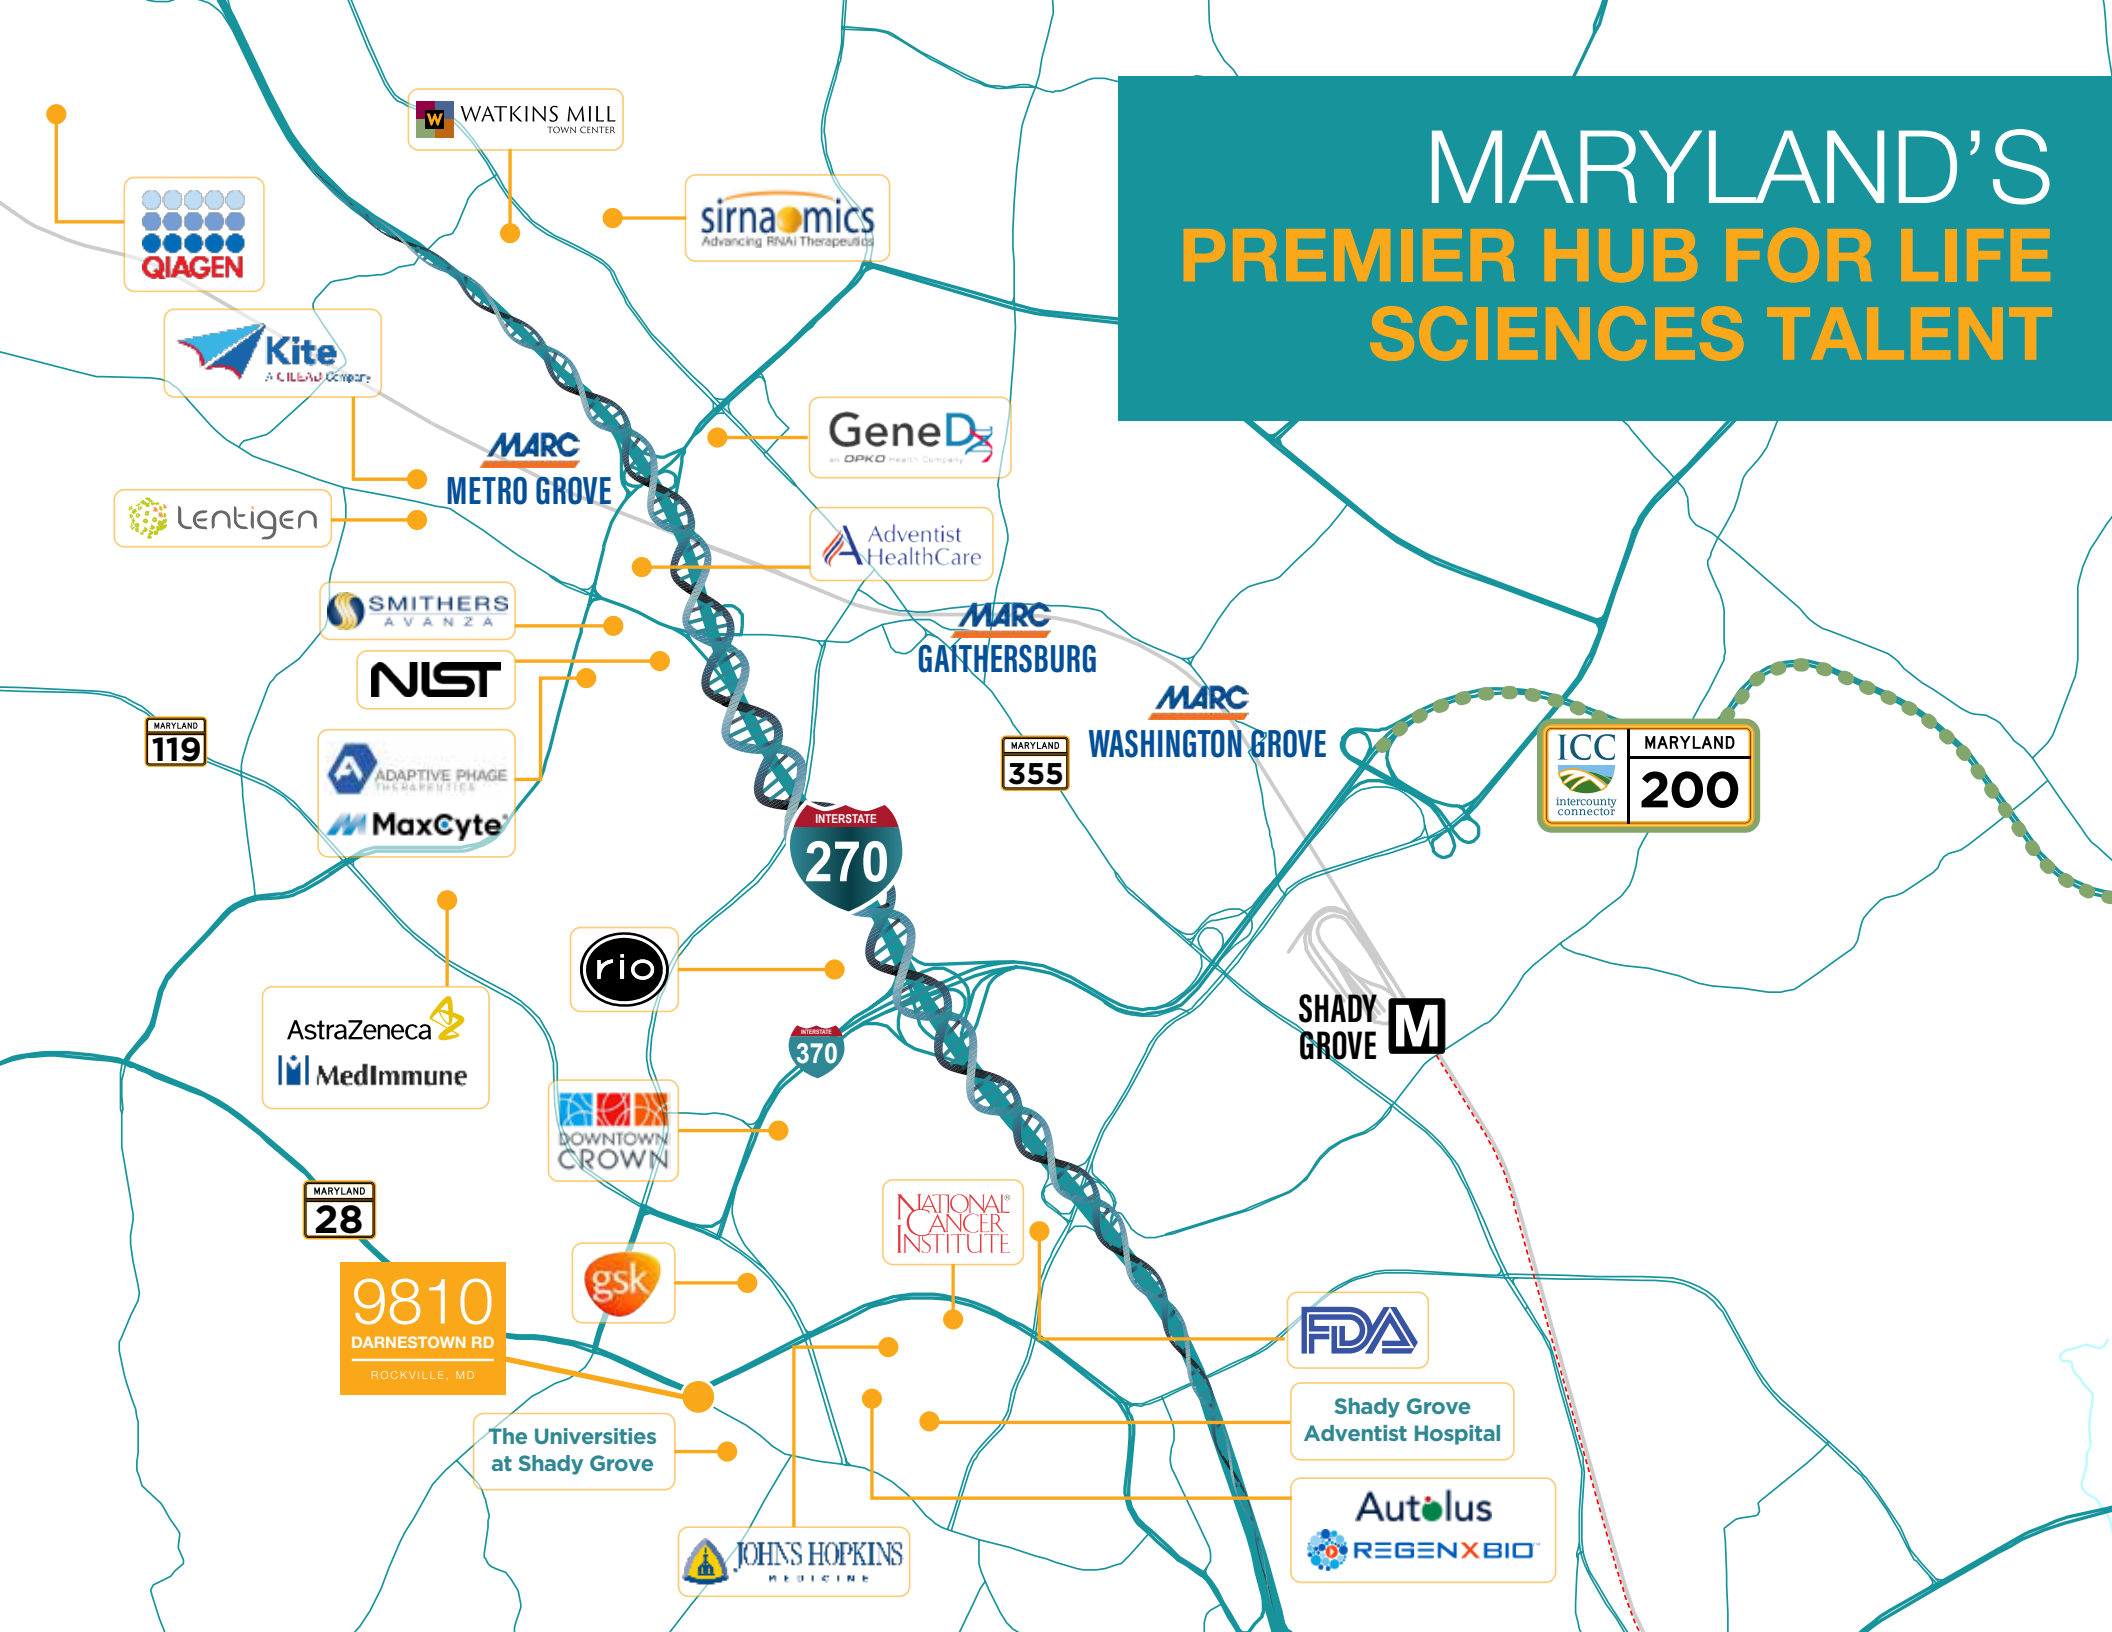 MARYLAND'S
PREMIER HUB FOR LIFE
SCIENCES TALENT
W
WATKINS MILL
TOWN CENTER
sirnaomics
Advancing RNAi Therapeutics
QIAGEN
Kite
A GILEAD Company
GeneDx
an OPKO Health Company
MARC
METRO GROVE
Lentigen
Adventist
HealthCare
SMITHERS
AVANZA
NIST
MARC
GAITHERSBURG
MARC
WASHINGTON GROVE
MARYLAND
119
MARYLAND
355
ICC
intercounty
connector
MARYLAND
200
ADAPTIVE PHAGE
THERAPEUTICS
MaxCyte®
INTERSTATE
270
rio
AstraZeneca
MedImmune
SHADY
GROVE
M
INTERSTATE
370
DOWNTOWN
CROWN
MARYLAND
28
NATIONAL®
CANCER
INSTITUTE
gsk
9810
DARNESTOWN RD
ROCKVILLE, MD
FDA
The Universities
at Shady Grove
Shady Grove
Adventist Hospital
Autolus
REGENXBIO
JOHNS HOPKINS
MEDICINE